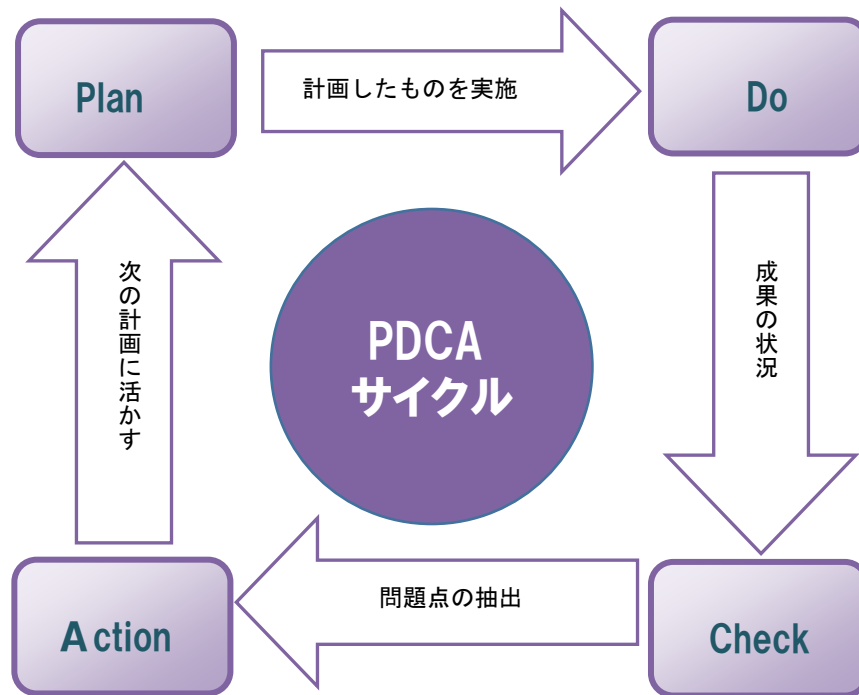 Plan
計画したものを実施
Do
次の計画に活かす
PDCA
サイクル
成果の状況
Action
問題点の抽出
Check